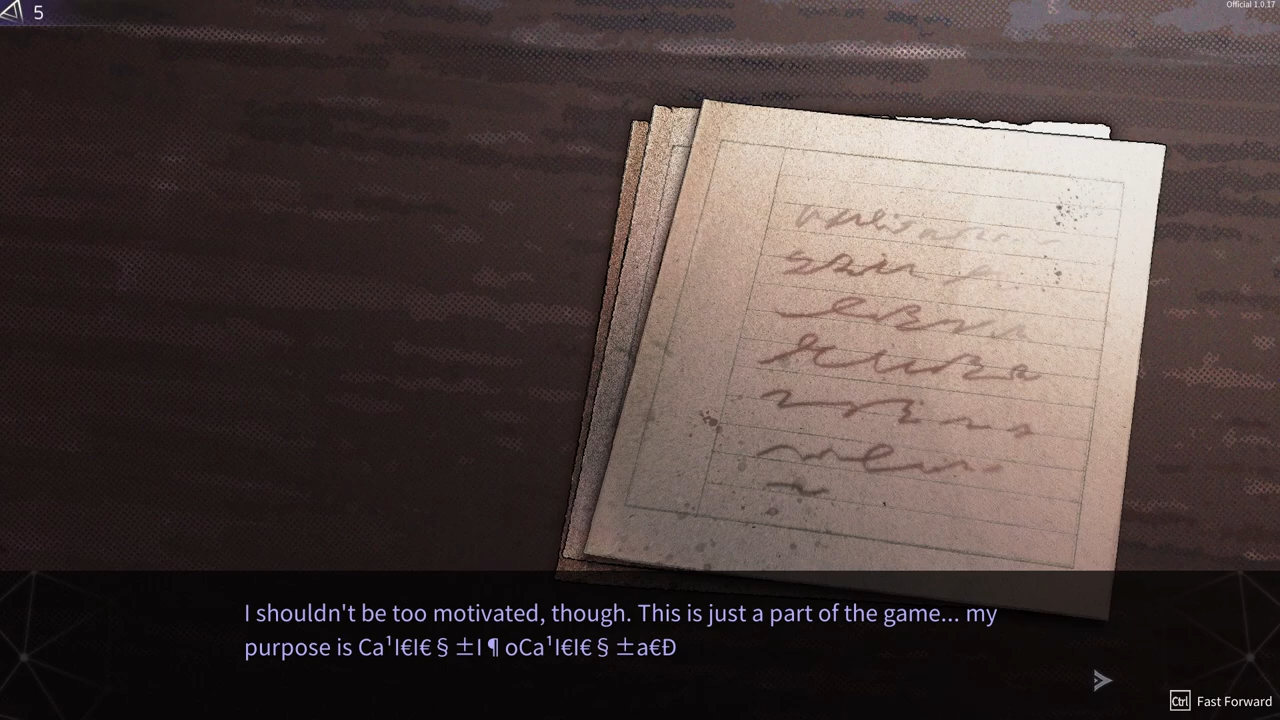 5
Official 1.0.17
I shouldn't be too motivated, though. This is just a part of the game... my
purpose is Ca¹I€I€§±I¶oCa¹I€I€§±a€Ð
Ctrl Fast Forward